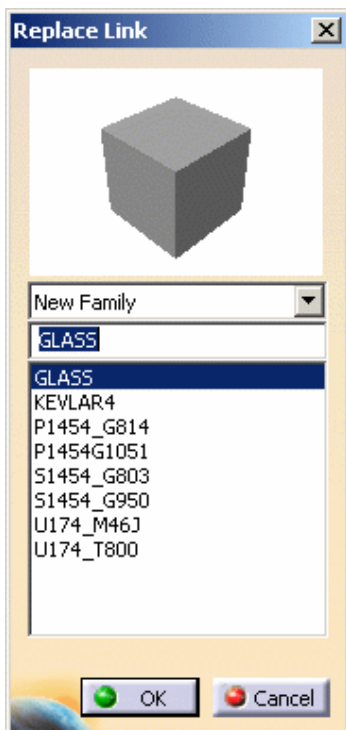 Replace Link
New Family
GLASS
GLASS
KEVLAR4
P1454_G814
P1454G1051
S1454_G803
S1454_G950
U174_M46J
U174_T800
OK
Cancel